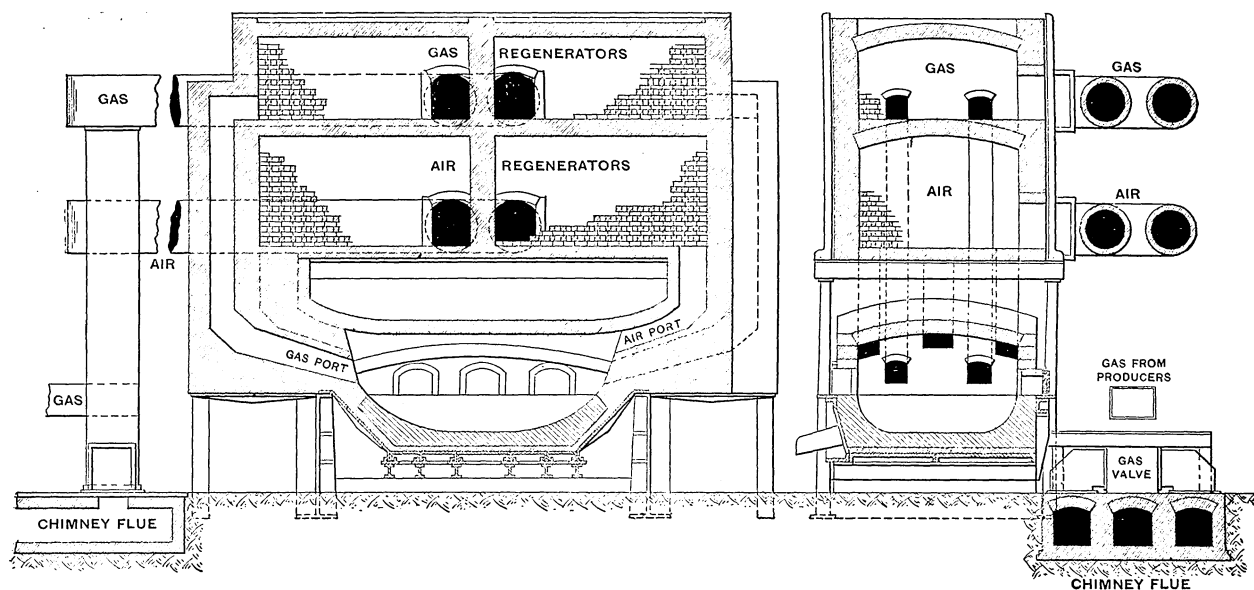 GAS REGENERATORS
GAS
AIR REGENERATORS
AIR
GAS PORT
AIR PORT
GAS
CHIMNEY FLUE
GAS
GAS
AIR
AIR
GAS FROM
PRODUCERS
GAS
VALVE
CHIMNEY FLUE